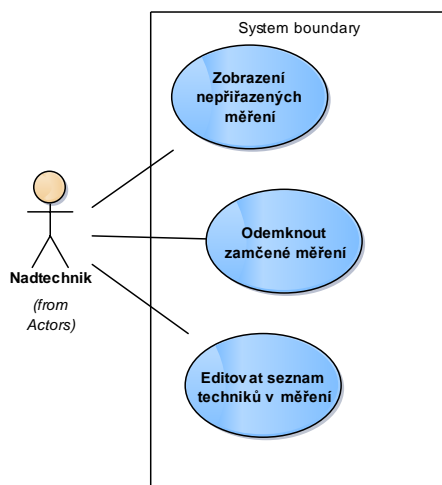 System boundary
Zobrazení
nepřiřazených
měření
Odemknout
zamčené měření
Nadtechnik
(from
Actors)
Editovat seznam
techniků v měření